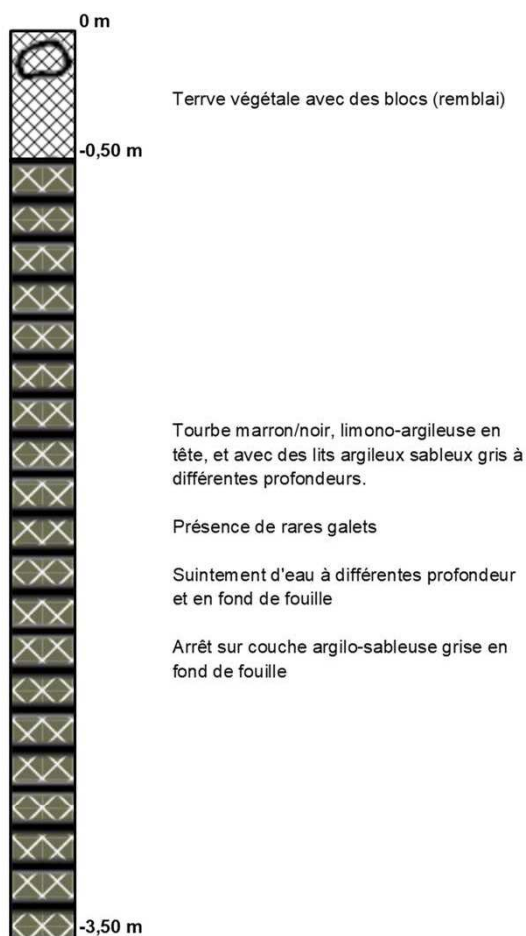 0 m
Terrve végétale avec des blocs (remblai)
-0,50 m
Tourbe marron/noir, limono-argileuse en
tête, et avec des lits argileux sableux gris à
différentes profondeurs.
Présence de rares galets
Suintement d'eau à différentes profondeur
et en fond de fouille
Arrêt sur couche argilo-sableuse grise en
fond de fouille
-3,50 m